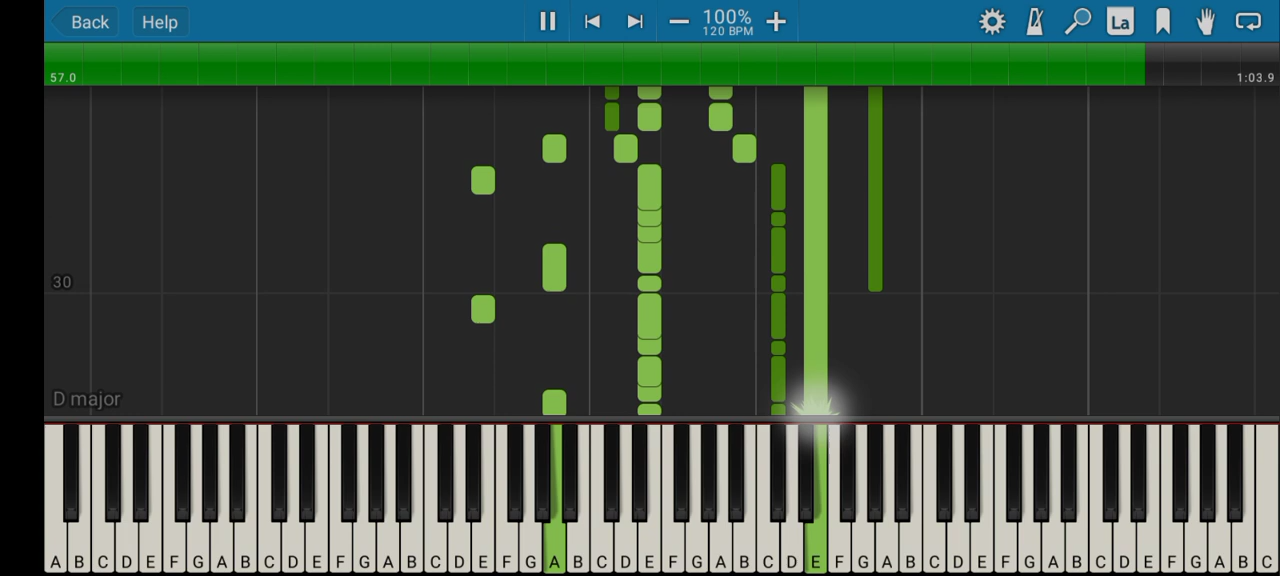 Back Help 100% La
120 BPM
57.0 1:03.9
30
D major
A B C D E F G A B C D E F G A B C D E F G A B C D E F G A B C D E F G A B C D E F G A B C D E F G A B C